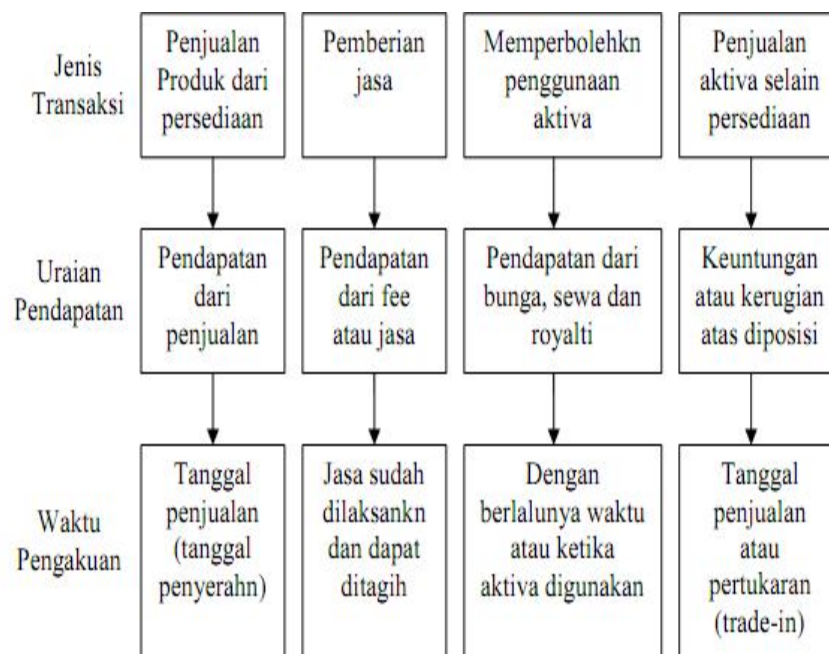 Jenis
Transaksi
Penjualan
Produk dari
persediaan
Pemberian
jasa
Memperbolehkn
penggunaan
aktiva
Penjualan
aktiva selain
persediaan
Uraian
Pendapatan
Pendapatan
dari
penjualan
Pendapatan
dari fee
atau jasa
Pendapatan dari
bunga, sewa dan
royalti
Keuntungan
atau kerugian
atas diposisi
Waktu
Pengakuan
Tanggal
penjualan
(tanggal
penyerahn)
Jasa sudah
dilaksankn
dan dapat
ditagih
Dengan
berlalunya waktu
atau ketika
aktiva digunakan
Tanggal
penjualan
atau
pertukaran
(trade-in)